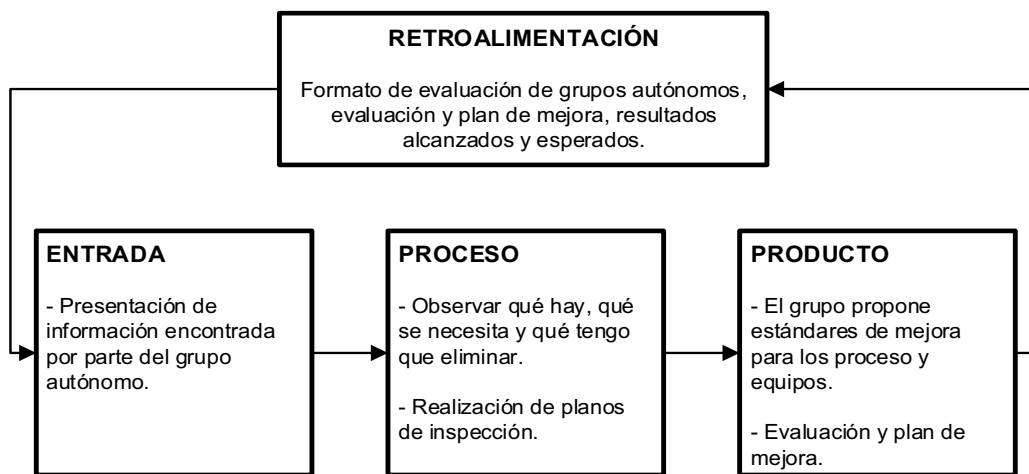 RETROALIMENTACIÓN
Formato de evaluación de grupos autónomos,
evaluación y plan de mejora, resultados
alcanzados y esperados.
ENTRADA
- Presentación de
información encontrada
por parte del grupo
autónomo.
PROCESO
- Observar qué hay, qué
se necesita y qué tengo
que eliminar.
- Realización de planos
de inspección.
PRODUCTO
- El grupo propone
estándares de mejora
para los proceso y
equipos.
- Evaluación y plan de
mejora.